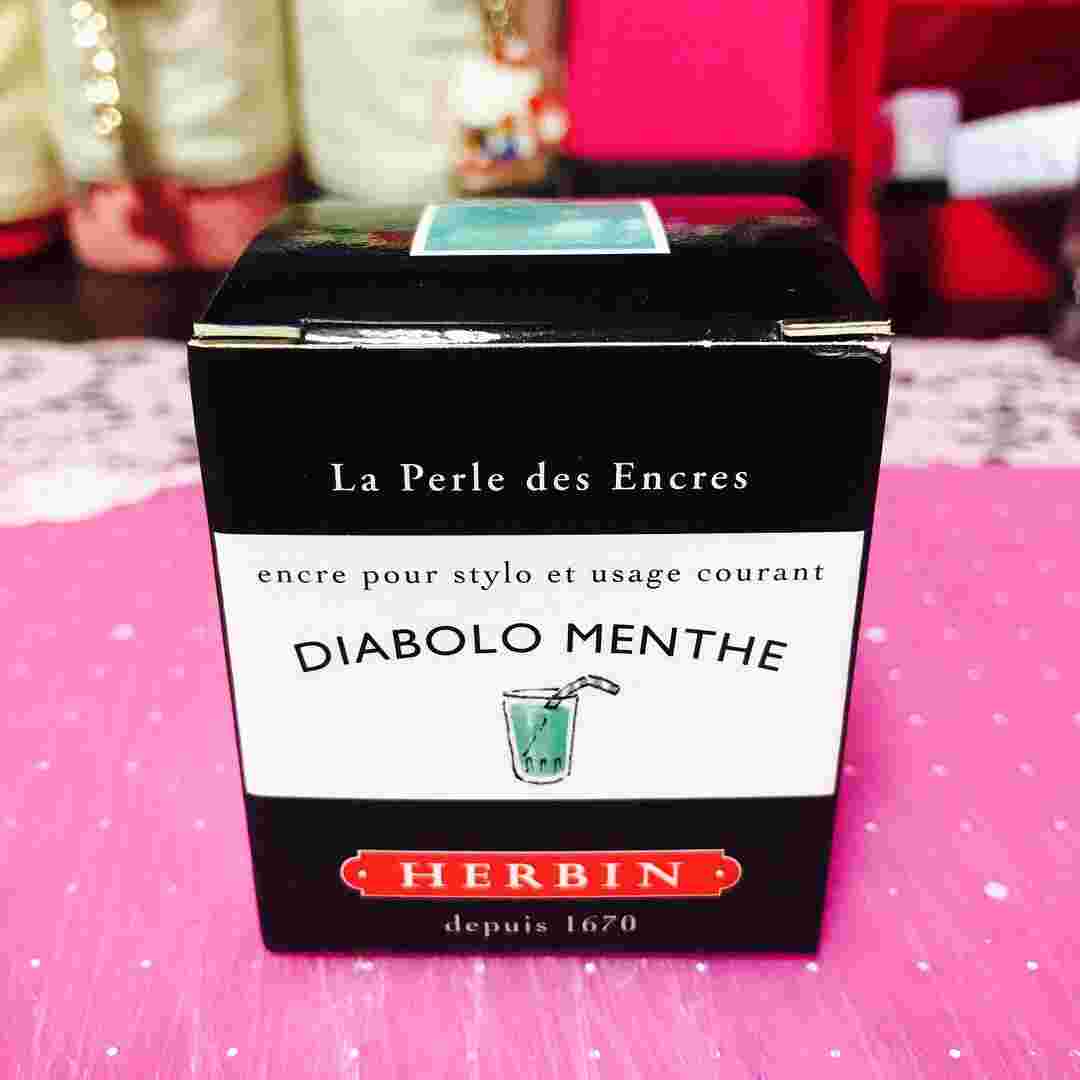 La Perle des Encres
encre pour stylo et usage courant
DIABOLO MENTHE
HERBIN
depuis 1670